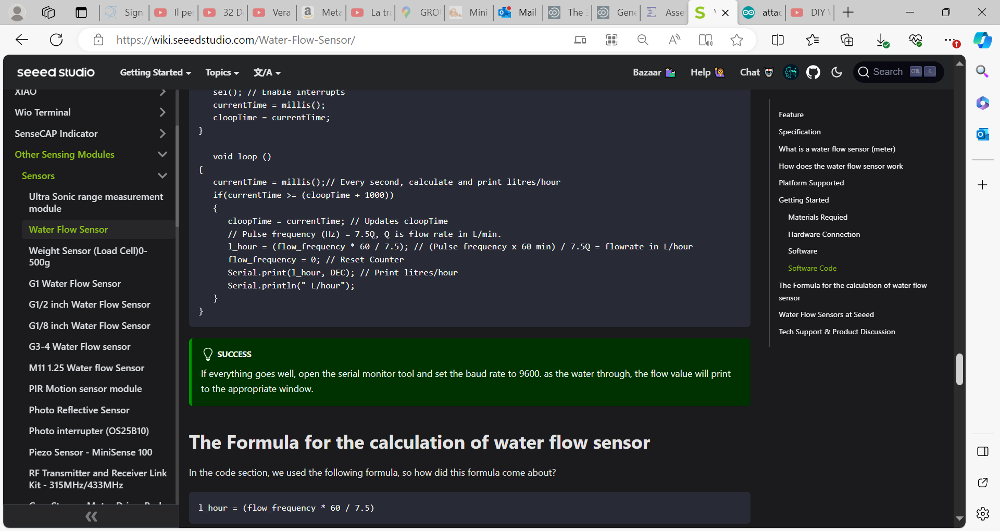 Sign
Il per
32 D
Vera
Meta
La tra
GRO
Mini
Mail
The
Gene
Asse
attac
DIY
https://wiki.seeedstudio.com/Water-Flow-Sensor/
seeed studio
Getting Started
Topics
文/A
Bazaar
Help
Chat
Search
CTRL
K
XIAO
Wio Terminal
SenseCAP Indicator
Other Sensing Modules
Sensors
Ultra Sonic range measurement
module
Water Flow Sensor
Weight Sensor (Load Cell)0-
500g
G1 Water Flow Sensor
G1/2 inch Water Flow Sensor
G1/8 inch Water Flow Sensor
G3-4 Water Flow sensor
M11 1.25 Water flow Sensor
PIR Motion sensor module
Photo Reflective Sensor
Photo interrupter (OS25B10)
Piezo Sensor - MiniSense 100
RF Transmitter and Receiver Link
Kit - 315MHz/433MHz
sei(); // Enable interrupts
currentTime = millis();
cloopTime = currentTime;
}
void loop ()
{
currentTime = millis();// Every second, calculate and print litres/hour
if(currentTime >= (cloopTime + 1000))
{
cloopTime = currentTime; // Updates cloopTime
// Pulse frequency (Hz) = 7.5Q, Q is flow rate in L/min.
l_hour = (flow_frequency * 60 / 7.5); // (Pulse frequency x 60 min) / 7.5Q = flowrate in L/hour
flow_frequency = 0; // Reset Counter
Serial.print(l_hour, DEC); // Print litres/hour
Serial.println(" L/hour");
}
}
SUCCESS
If everything goes well, open the serial monitor tool and set the baud rate to 9600. as the water through, the flow value will print
to the appropriate window.
The Formula for the calculation of water flow sensor
In the code section, we used the following formula, so how did this formula come about?
l_hour = (flow_frequency * 60 / 7.5)
Feature
Specification
What is a water flow sensor (meter)
How does the water flow sensor work
Platform Supported
Getting Started
Materials Requied
Hardware Connection
Software
Software Code
The Formula for the calculation of water flow
sensor
Water Flow Sensors at Seeed
Tech Support & Product Discussion